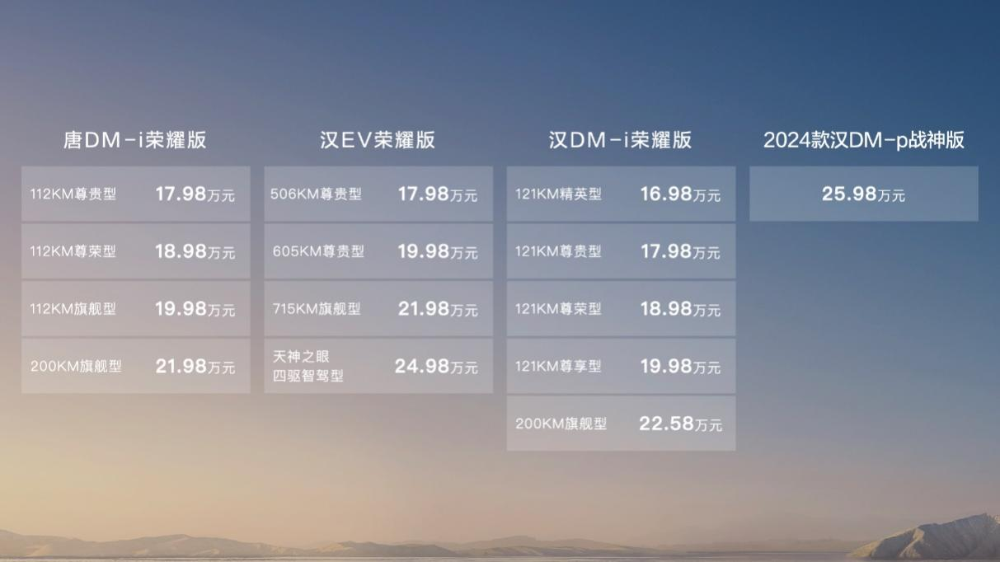 唐DM-i荣耀版
112KM尊贵型 17.98万元
112KM尊荣型 18.98万元
112KM旗舰型 19.98万元
200KM旗舰型 21.98万元
汉EV荣耀版
506KM尊贵型 17.98万元
605KM尊贵型 19.98万元
715KM旗舰型 21.98万元
天神之眼
四驱智驾型 24.98万元
汉DM-i荣耀版
121KM精英型 16.98万元
121KM尊贵型 17.98万元
121KM尊荣型 18.98万元
121KM尊享型 19.98万元
200KM旗舰型 22.58万元
2024款汉DM-p战神版
25.98万元